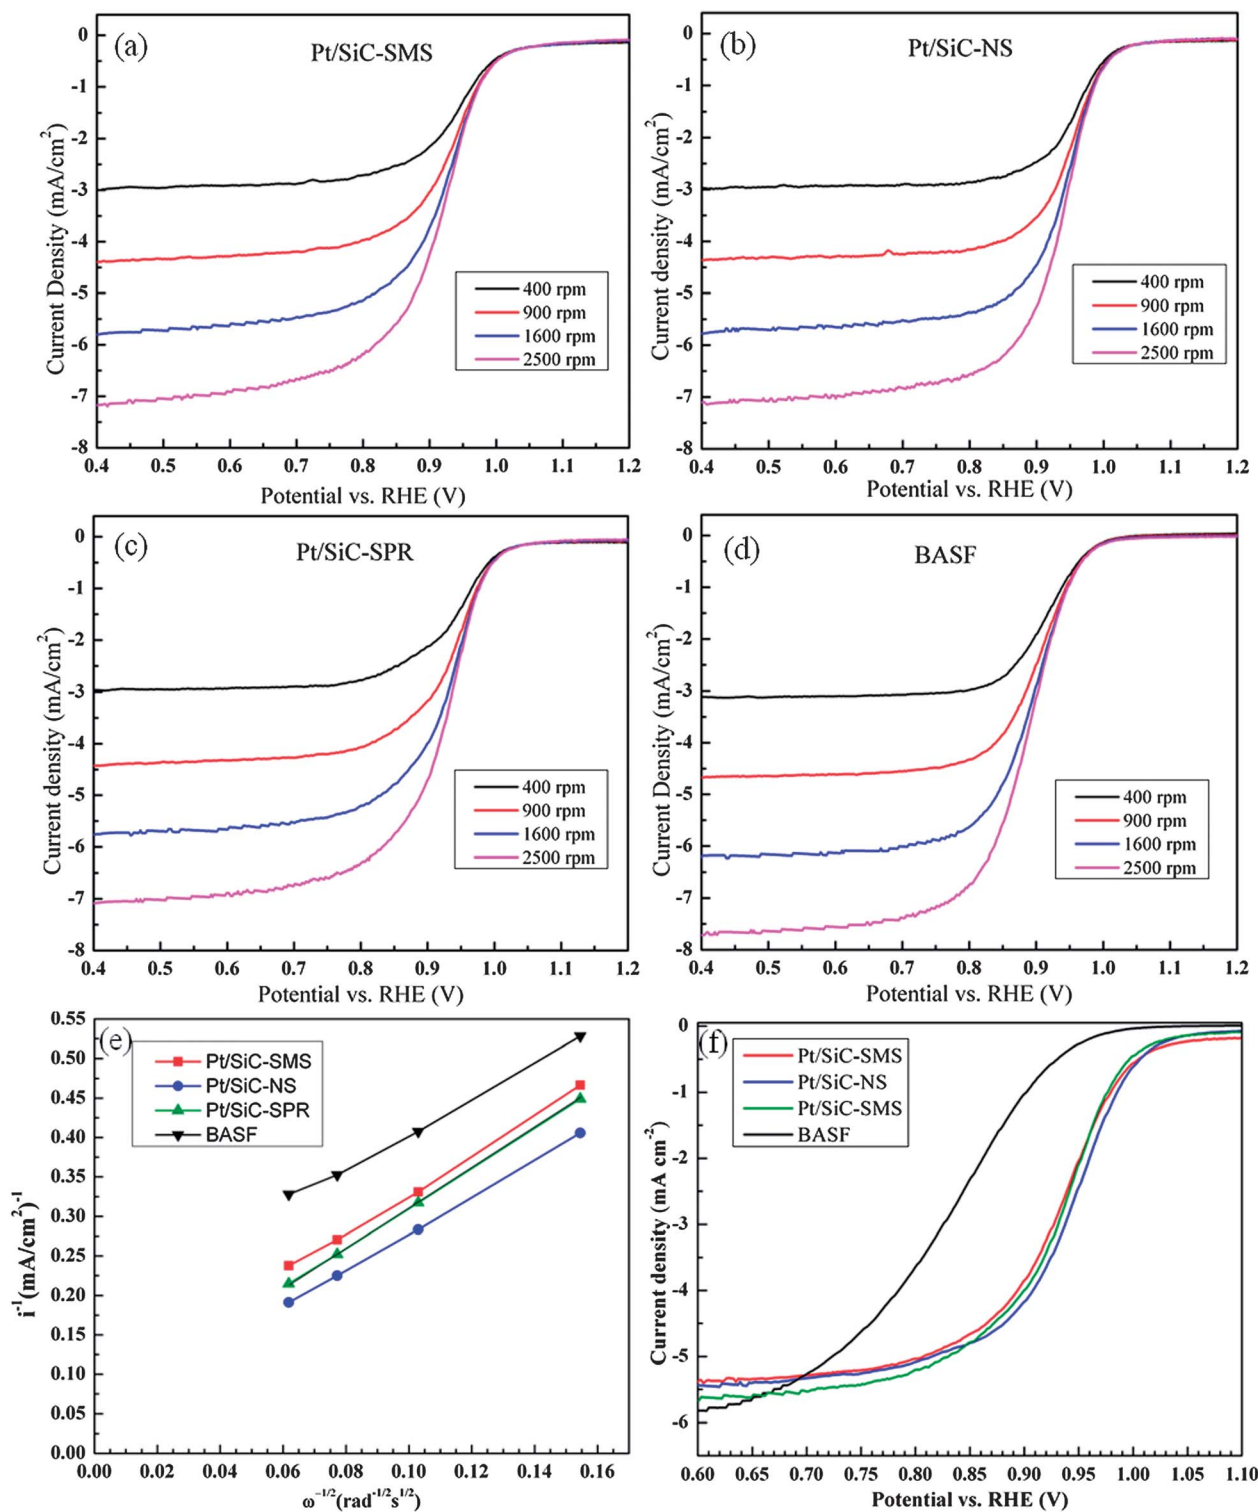 (a)
Pt/SiC-SMS
0
-1
-2
-3
-4
-5
-6
-7
-8
Current Density (mA/cm²)
400 rpm
900 rpm
1600 rpm
2500 rpm
0.4 0.5 0.6 0.7 0.8 0.9 1.0 1.1 1.2
Potential vs. RHE (V)
(b)
Pt/SiC-NS
0
-1
-2
-3
-4
-5
-6
-7
-8
Current density (mA/cm²)
400 rpm
900 rpm
1600 rpm
2500 rpm
0.4 0.5 0.6 0.7 0.8 0.9 1.0 1.1 1.2
Potential vs. RHE (V)
(c)
Pt/SiC-SPR
0
-1
-2
-3
-4
-5
-6
-7
-8
Current density (mA/cm²)
400 rpm
900 rpm
1600 rpm
2500 rpm
0.4 0.5 0.6 0.7 0.8 0.9 1.0 1.1 1.2
Potential vs. RHE (V)
(d)
BASF
0
-1
-2
-3
-4
-5
-6
-7
-8
Current Density (mA/cm²)
400 rpm
900 rpm
1600 rpm
2500 rpm
0.4 0.5 0.6 0.7 0.8 0.9 1.0 1.1 1.2
Potential vs. RHE (V)
(e)
0.55
0.50
0.45
0.40
0.35
0.30
0.25
0.20
0.15
0.10
0.05
0.00
i⁻¹(mA/cm²)⁻¹
Pt/SiC-SMS
Pt/SiC-NS
Pt/SiC-SPR
BASF
0.00 0.02 0.04 0.06 0.08 0.10 0.12 0.14 0.16
ω⁻¹/²(rad⁻¹/²s¹/²)
(f)
0
-1
-2
-3
-4
-5
-6
Current density (mA cm⁻²)
Pt/SiC-SMS
Pt/SiC-NS
Pt/SiC-SMS
BASF
0.60 0.65 0.70 0.75 0.80 0.85 0.90 0.95 1.00 1.05 1.10
Potential vs. RHE (V)